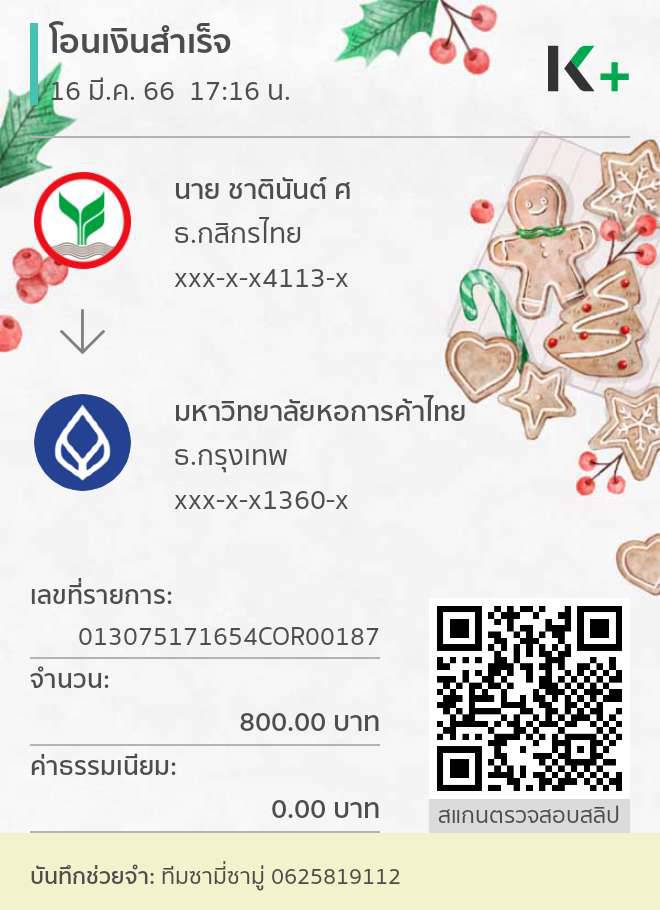 โอนเงินสำเร็จ
16 มี.ค. 66  17:16 น.
K+
นาย ชาตินันต์ ศ
ธ.กสิกรไทย
xxx-x-x4113-x
มหาวิทยาลัยหอการค้าไทย
ธ.กรุงเทพ
xxx-x-x1360-x
เลขที่รายการ:
013075171654COR00187
จำนวน:
800.00 บาท
ค่าธรรมเนียม:
0.00 บาท
สแกนตรวจสอบสลิป
บันทึกช่วยจำ: ทีมซามี่ชามู่ 0625819112